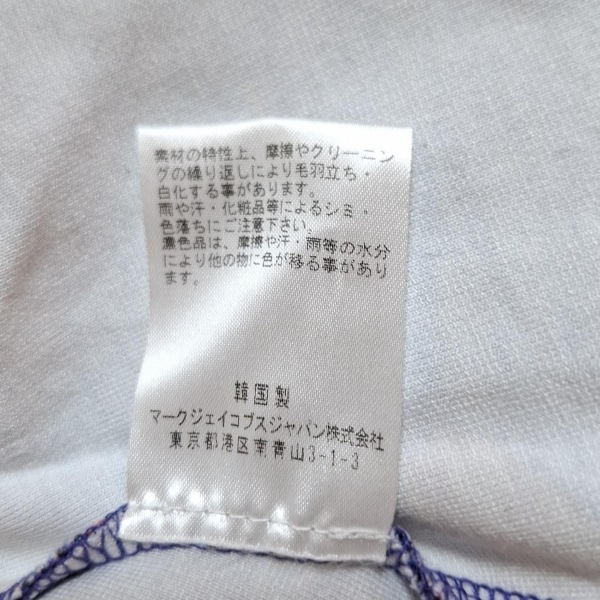 素材の特性上、摩擦やクリーニン
グの繰り返しにより毛羽立ち・
白化する事があります。
雨や汗・化粧品等によるシミ・
色落ちにご注意下さい。
濃色品は、摩擦や汗・雨等の水分
により他の物に色が移る事があり
ます。
韓国製
マークジェイコブスジャパン株式会社
東京都港区南青山3-1-3